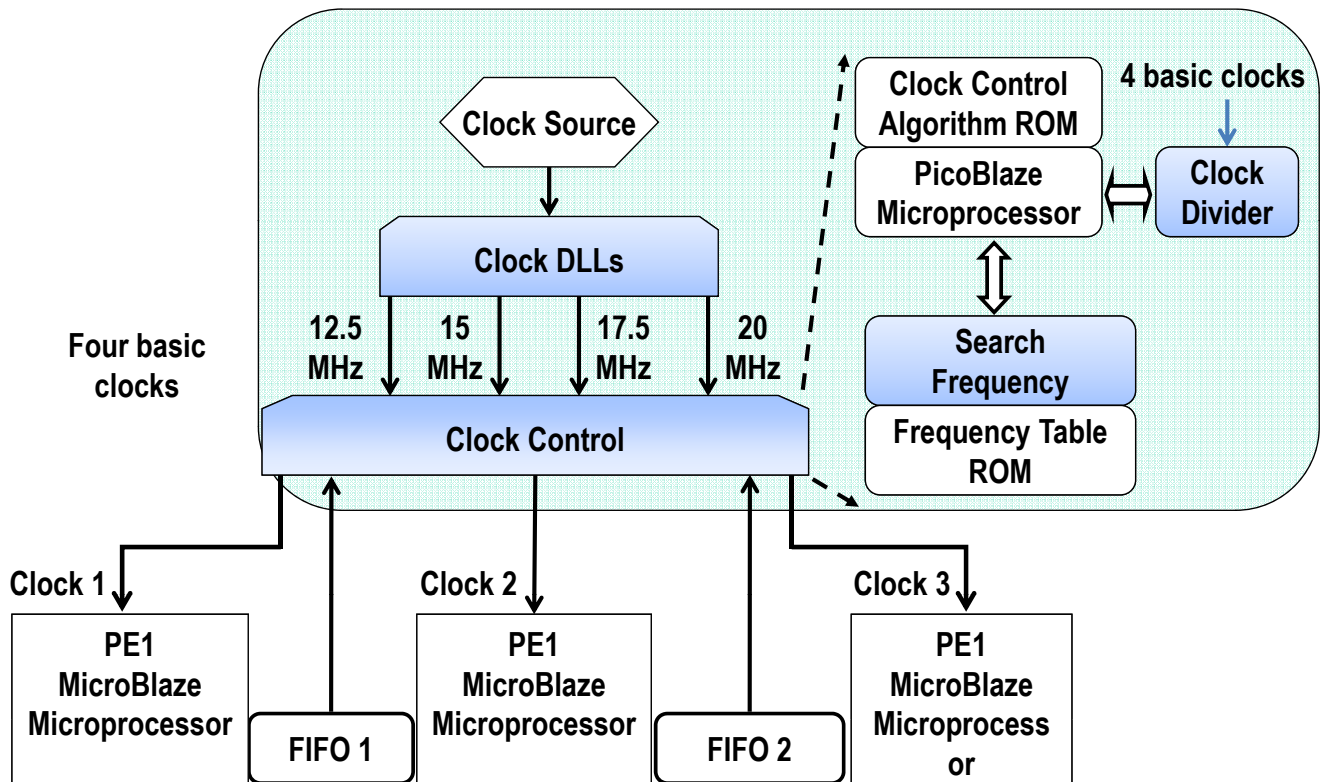 Clock Source
Clock DLLs
12.5
MHz
15
MHz
17.5
MHz
20
MHz
Four basic
clocks
Clock Control
Clock Control
Algorithm ROM
PicoBlaze
Microprocessor
4 basic clocks
Clock
Divider
Search
Frequency
Frequency Table
ROM
Clock 1
PE1
MicroBlaze
Microprocessor
FIFO 1
Clock 2
PE1
MicroBlaze
Microprocessor
FIFO 2
Clock 3
PE1
MicroBlaze
Microprocess
or